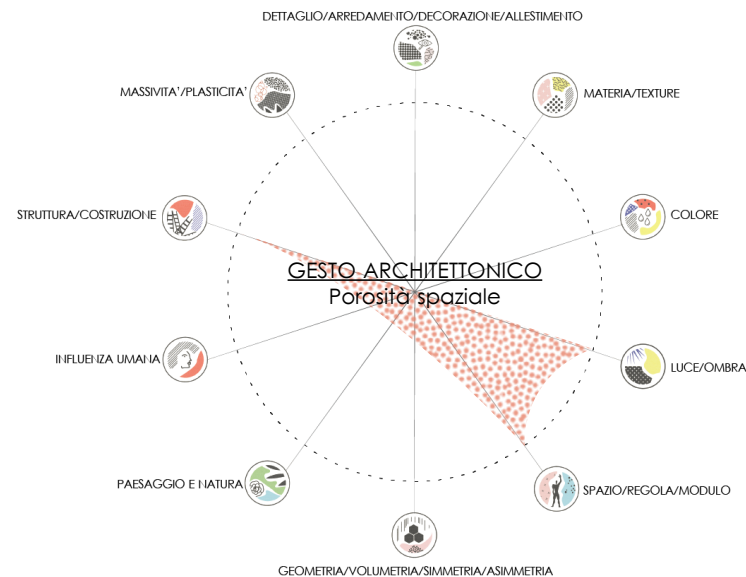 DETTAGLIO/ARREDAMENTO/DECORAZIONE/ALLESTIMENTO
MASSIVITA'/PLASTICITA'
MATERIA/TEXTURE
STRUTTURA/COSTRUZIONE
COLORE
GESTO ARCHITETTONICO
Porosità spaziale
INFLUENZA UMANA
LUCE/OMBRA
PAESAGGIO E NATURA
SPAZIO/REGOLA/MODULO
GEOMETRIA/VOLUMETRIA/SIMMETRIA/ASIMMETRIA